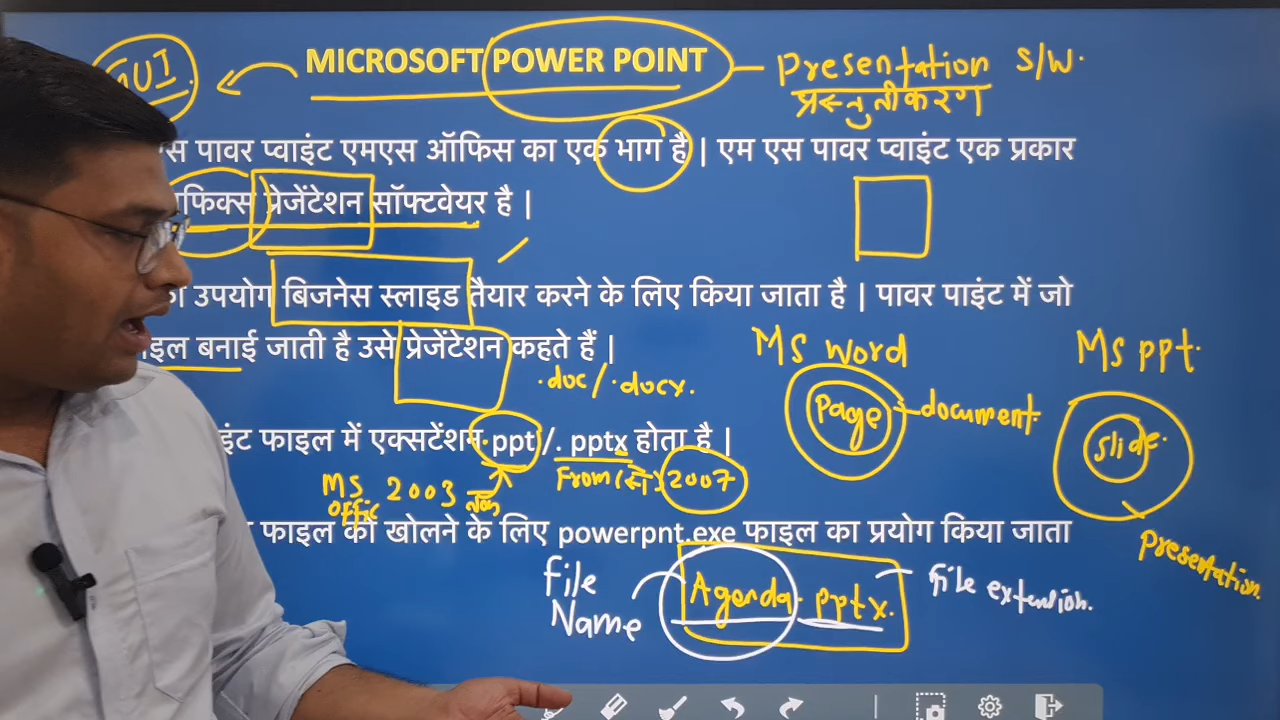 GUI MICROSOFT POWER POINT Presentation S/W.
प्रस्तुतीकरण
पावर प्वाइंट एमएस ऑफिस का एक भाग है | एम एस पावर प्वाइंट एक प्रकार
प्रेजेंटेशन सॉफ्टवेयर है |
उपयोग बिजनेस स्लाइड तैयार करने के लिए किया जाता है | पावर पाइंट में जो
बनाई जाती है उसे प्रेजेंटेशन कहते हैं |
MS word
MS ppt.
.doc/.docx.
Page
document
Slide
फाइल में एक्सटेंशन .ppt /. pptx होता है |
MS Offic 2003 तक
From (से) 2007
फाइल को खोलने के लिए powerpnt.exe फाइल का प्रयोग किया जाता
presentation
File Name
Agenda.pptx.
File extension.